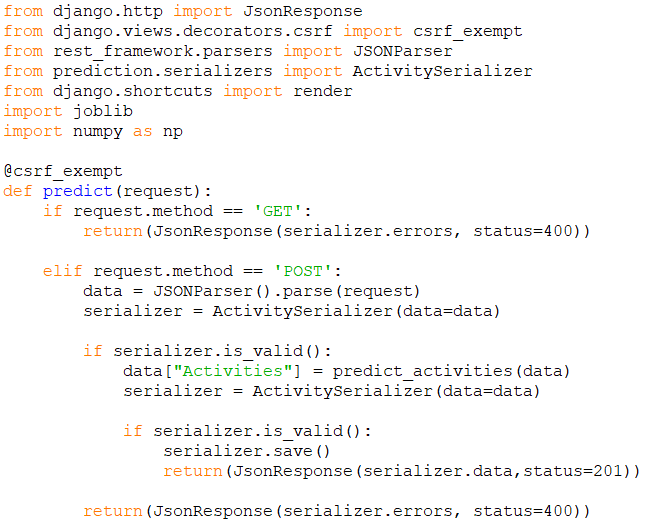 from django.http import JsonResponse
from django.views.decorators.csrf import csrf_exempt
from rest_framework.parsers import JSONParser
from prediction.serializers import ActivitySerializer
from django.shortcuts import render
import joblib
import numpy as np

@csrf_exempt
def predict(request):
    if request.method == 'GET':
        return(JsonResponse(serializer.errors, status=400))

    elif request.method == 'POST':
        data = JSONParser().parse(request)
        serializer = ActivitySerializer(data=data)

        if serializer.is_valid():
            data["Activities"] = predict_activities(data)
            serializer = ActivitySerializer(data=data)

            if serializer.is_valid():
                serializer.save()
                return(JsonResponse(serializer.data,status=201))

        return(JsonResponse(serializer.errors, status=400))